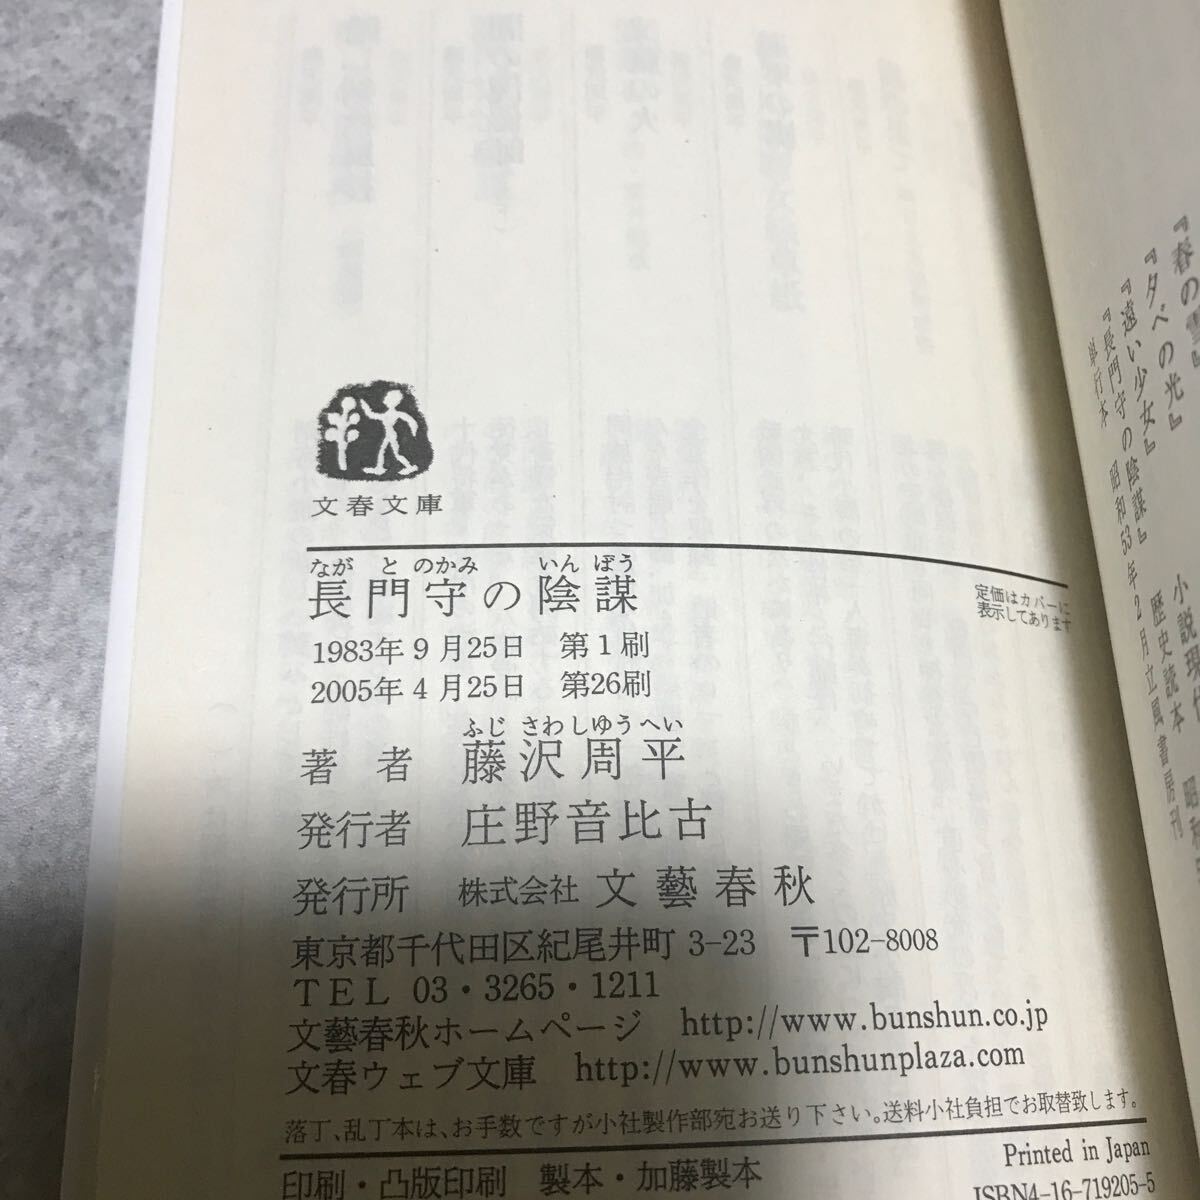 『春の雪』
『夕べの光』 小説現代
『遠い少女』 歴史読本 昭和
『長門守の陰謀』
単行本 昭和53年2月立風書房刊
文春文庫
長門守の陰謀
ながとのかみ いんぼう
定価はカバーに
表示してあります
1983年9月25日 第1刷
2005年4月25日 第26刷
ふじ さわ しゆう へい
著者 藤沢周平
発行者 庄野音比古
発行所 株式会社 文藝春秋
東京都千代田区紀尾井町 3-23 〒102-8008
TEL 03・3265・1211
文藝春秋ホームページ http://www.bunshun.co.jp
文春ウェブ文庫 http://www.bunshunplaza.com
落丁、乱丁本は、お手数ですが小社製作部宛お送り下さい。送料小社負担でお取替致します。
印刷・凸版印刷 製本・加藤製本
Printed in Japan
ISBN4-16-719205-5